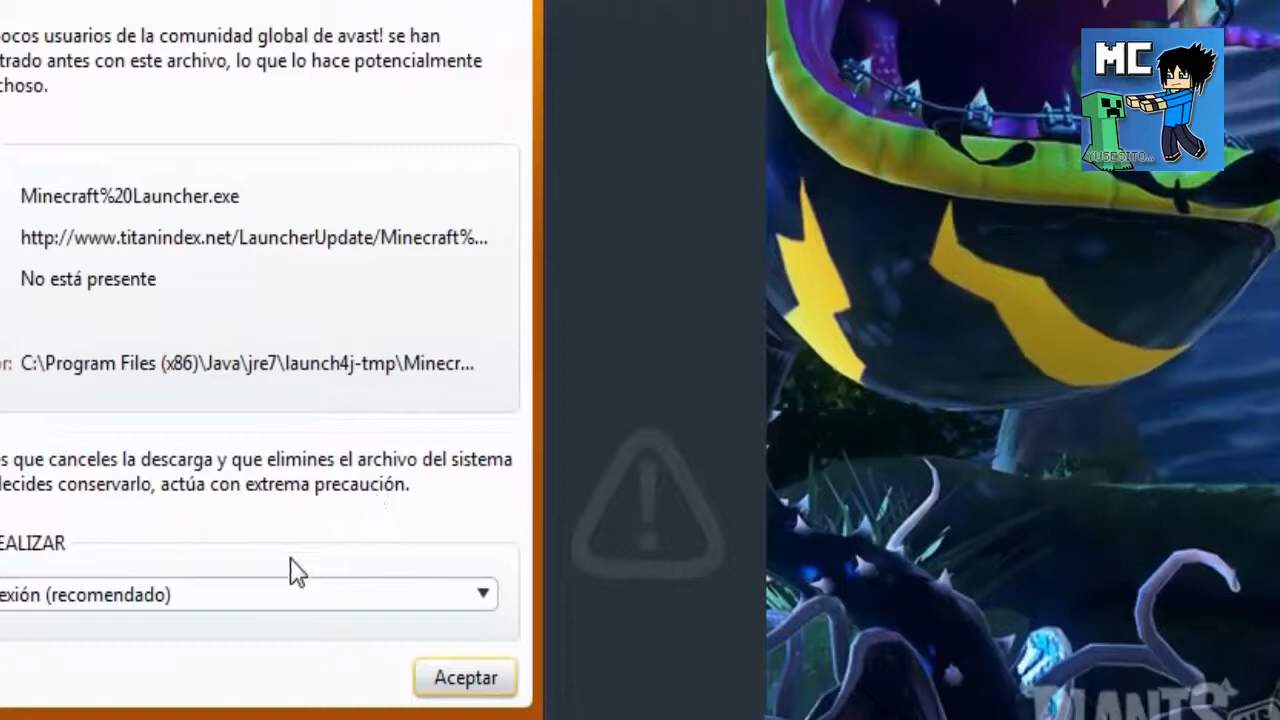 ocos usuarios de la comunidad global de avast! se han
trado antes con este archivo, lo que lo hace potencialmente
choso.
Minecraft%20Launcher.exe
http://www.titanindex.net/LauncherUpdate/Minecraft%...
No está presente
or: C:\Program Files (x86)\Java\jre7\launch4j-tmp\Minecr...
s que canceles la descarga y que elimines el archivo del sistema
decides conservarlo, actúa con extrema precaución.
EALIZAR
exión (recomendado)
Aceptar
MC
YUGECITO...
PLANTS